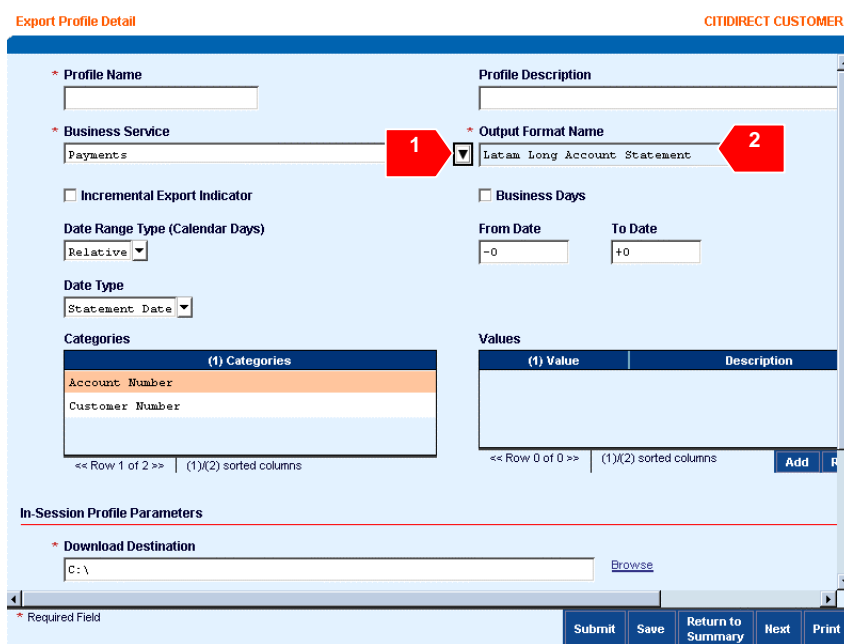 Export Profile Detail CITIDIRECT CUSTOMER
* Profile Name Profile Description
* Business Service * Output Format Name
Payments 1 ▼ Latam Long Account Statement 2
Incremental Export Indicator Business Days
Date Range Type (Calendar Days) From Date To Date
Relative -0 +0
Date Type
Statement Date
Categories Values
(1) Categories (1) Value Description
Account Number
Customer Number
<< Row 1 of 2 >> (1)/(2) sorted columns << Row 0 of 0 >> (1)/(2) sorted columns Add
In-Session Profile Parameters
* Download Destination
C:\ Browse
* Required Field Submit Save Return to Summary Next Print